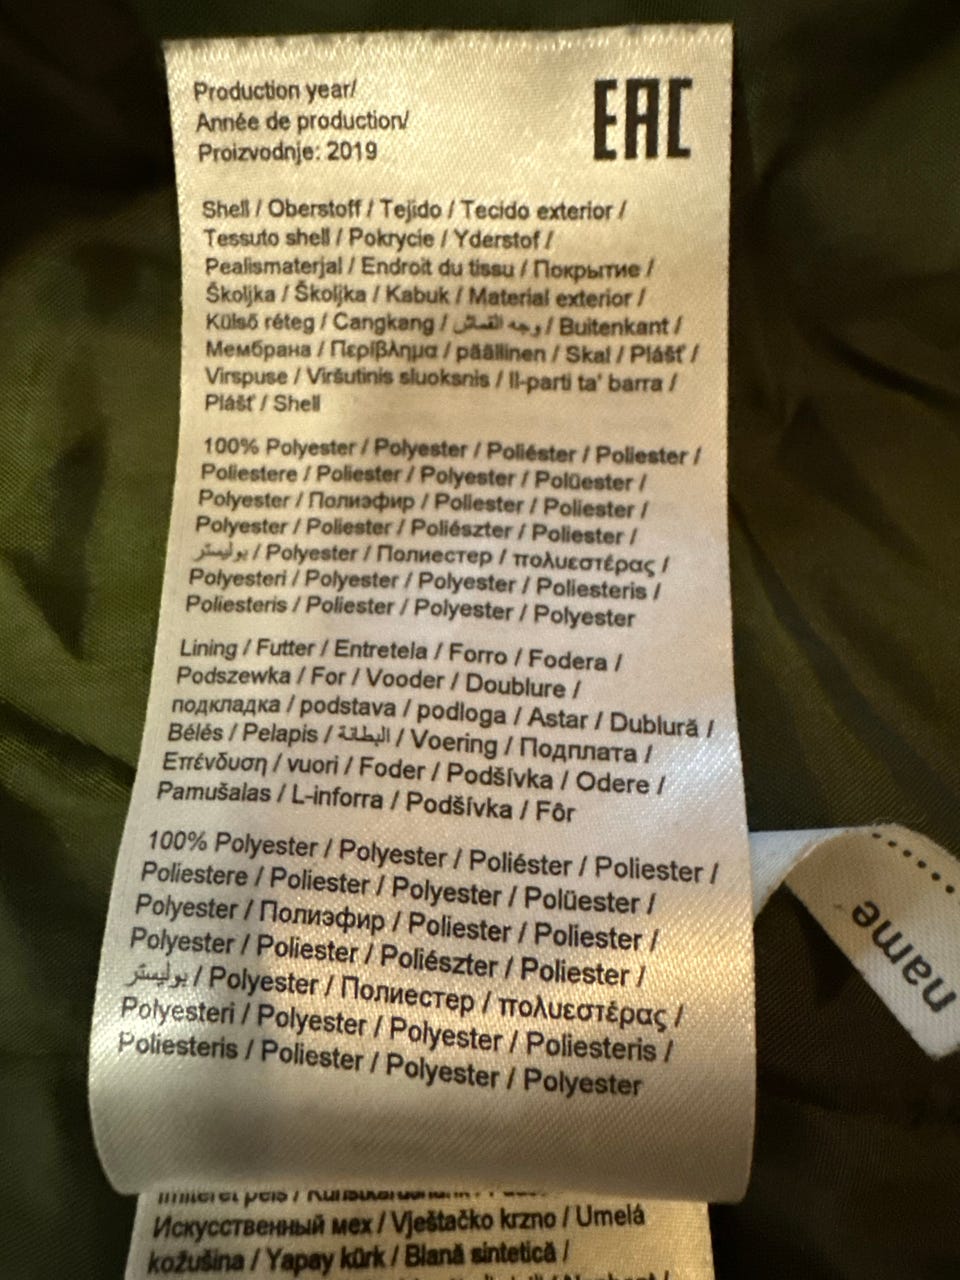 Production year/
Année de production/
Proizvodnje: 2019
EAC
Shell / Oberstoff / Tejido / Tecido exterior /
Tessuto shell / Pokrycie / Yderstof /
Pealismaterjal / Endroit du tissu / Покрытие /
Školjka / Školjka / Kabuk / Material exterior /
Külső réteg / Cangkang / وجه القماش / Buitenkant /
Мембрана / Περίβλημα / päällinen / Skal / Plášť /
Virspuse / Viršutinis sluoksnis / Il-parti ta' barra /
Plášť / Shell
100% Polyester / Polyester / Poliéster / Poliester /
Poliestere / Poliester / Polyester / Polüester /
Polyester / Полиэфир / Poliester / Poliester /
Polyester / Poliester / Poliészter / Poliester /
بوليستر / Polyester / Полиестер / πολυεστέρας /
Polyesteri / Polyester / Polyester / Poliesteris /
Poliesteris / Poliester / Polyester / Polyester
Lining / Futter / Entretela / Forro / Fodera /
Podszewka / For / Vooder / Doublure /
подкладка / podstava / podloga / Astar / Dublură /
Bélés / Pelapis / البطانة / Voering / Подплата /
Επένδυση / vuori / Foder / Podšívka / Odere /
Pamušalas / L-inforra / Podšívka / Fôr
100% Polyester / Polyester / Poliéster / Poliester /
Poliestere / Poliester / Polyester / Polüester /
Polyester / Полиэфир / Poliester / Poliester /
Polyester / Poliester / Poliészter / Poliester /
بوليستر / Polyester / Полиестер / πολυεστέρας /
Polyesteri / Polyester / Polyester / Poliesteris /
Poliesteris / Poliester / Polyester / Polyester
name
Искусственный мех / Vještačko krzno / Umelá
kožušina / Yapay kürk / Blană sintetică /